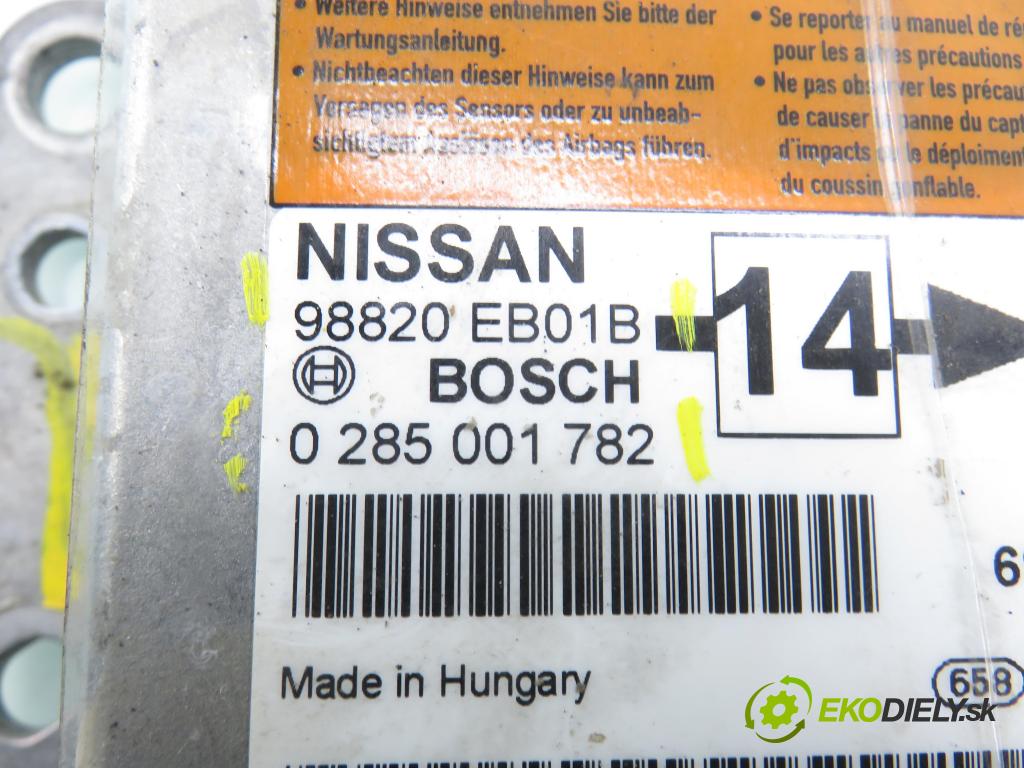 • Weitere Hinweise entnehmen Sie bitte der
Wartungsanleitung.
• Nichtbeachten dieser Hinweise kann zum
Versagen des Sensors oder zu unbeab-
sichtigtem Auslösen des Airbags führen.
• Se reporter au manuel de ré
pour les autres précautions
• Ne pas observer les précau
de causer la panne du capt
d'impacts ou le déploiment
du coussin gonflable.
NISSAN
98820 EB01B
BOSCH
0 285 001 782
14
6
Made in Hungary
658
EKODIELY.sk